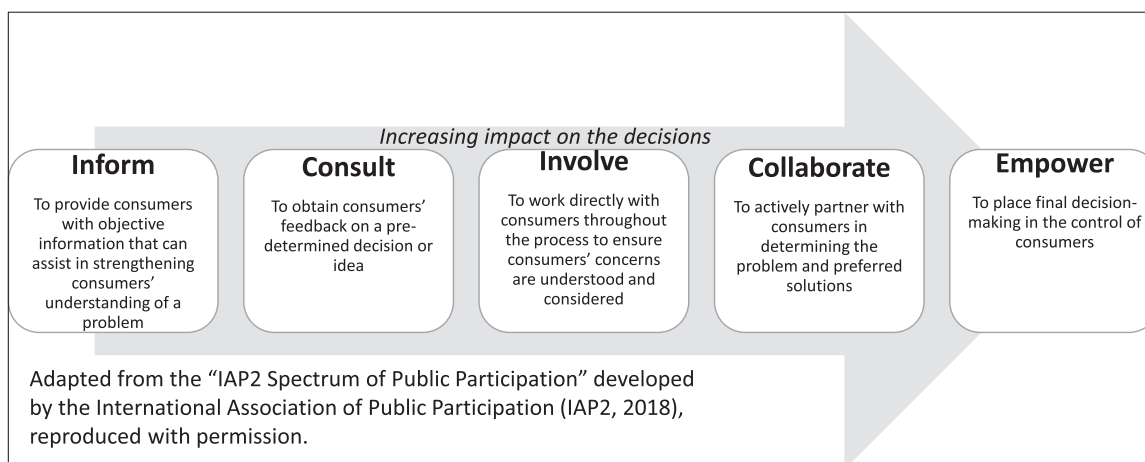 Increasing impact on the decisions
Inform
To provide consumers
with objective
information that can
assist in strengthening
consumers’
understanding of a
problem
Consult
To obtain consumers’
feedback on a pre-
determined decision or
idea
Involve
To work directly with
consumers throughout
the process to ensure
consumers’ concerns
are understood and
considered
Collaborate
To actively partner with
consumers in
determining the
problem and preferred
solutions
Empower
To place final decision-
making in the control of
consumers
Adapted from the “IAP2 Spectrum of Public Participation” developed
by the International Association of Public Participation (IAP2, 2018),
reproduced with permission.